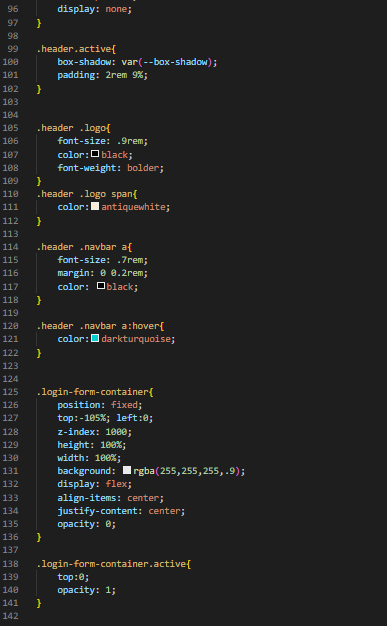 96 display: none;
97 }
98
99 .header.active{
100 box-shadow: var(--box-shadow);
101 padding: 2rem 9%;
102 }
103
104
105 .header .logo{
106 font-size: .9rem;
107 color:black;
108 font-weight: bolder;
109 }
110 .header .logo span{
111 color:antiquewhite;
112 }
113
114 .header .navbar a{
115 font-size: .7rem;
116 margin: 0 0.2rem;
117 color: black;
118 }
119
120 .header .navbar a:hover{
121 color:darkturquoise;
122 }
123
124
125 .login-form-container{
126 position: fixed;
127 top:-105%; left:0;
128 z-index: 1000;
129 height: 100%;
130 width: 100%;
131 background: rgba(255,255,255,.9);
132 display: flex;
133 align-items: center;
134 justify-content: center;
135 opacity: 0;
136 }
137
138 .login-form-container.active{
139 top:0;
140 opacity: 1;
141 }
142